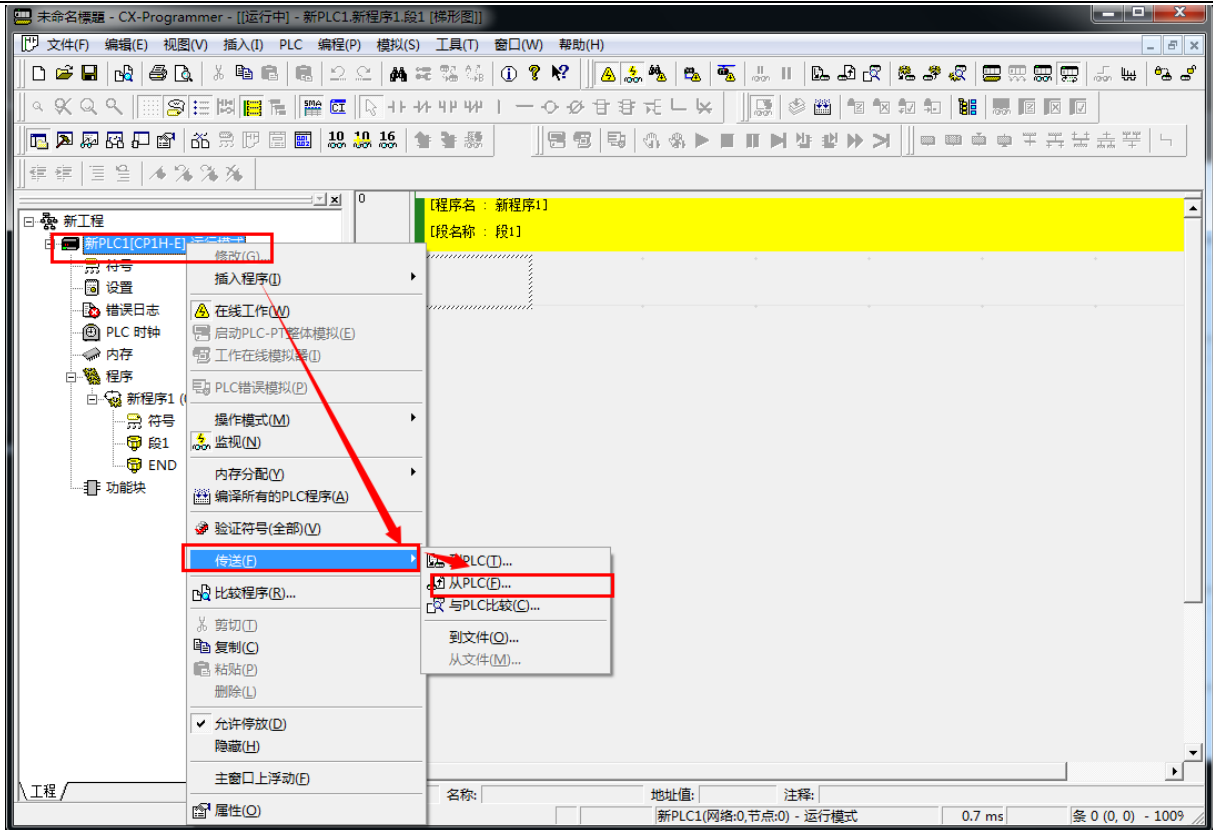 未命名標題 - CX-Programmer - [[运行中] - 新PLC1.新程序1.段1 [梯形图]]
文件(F) 编辑(E) 视图(V) 插入(I) PLC 编程(P) 模拟(S) 工具(T) 窗口(W) 帮助(H)
SMA
CI
10 10 16
0
[程序名 : 新程序1]
[段名称 : 段1]
新工程
新PLC1[CP1H-E] 运行模式
符号
设置
错误日志
PLC 时钟
内存
程序
新程序1 (
符号
段1
END
功能块
修改(G)...
插入程序(I)
在线工作(W)
启动PLC-PT整体模拟(E)
工作在线模拟器(I)
PLC错误模拟(P)
操作模式(M)
监视(N)
内存分配(Y)
编译所有的PLC程序(A)
验证符号(全部)(V)
传送(F)
比较程序(R)...
剪切(T)
复制(C)
粘贴(P)
删除(L)
允许停放(D)
隐藏(H)
主窗口上浮动(F)
属性(O)
到PLC(T)...
从PLC(F)...
与PLC比较(C)...
到文件(O)...
从文件(M)...
工程
名称: 地址值: 注释:
新PLC1(网络:0,节点:0) - 运行模式 0.7 ms 条 0 (0, 0) - 1009